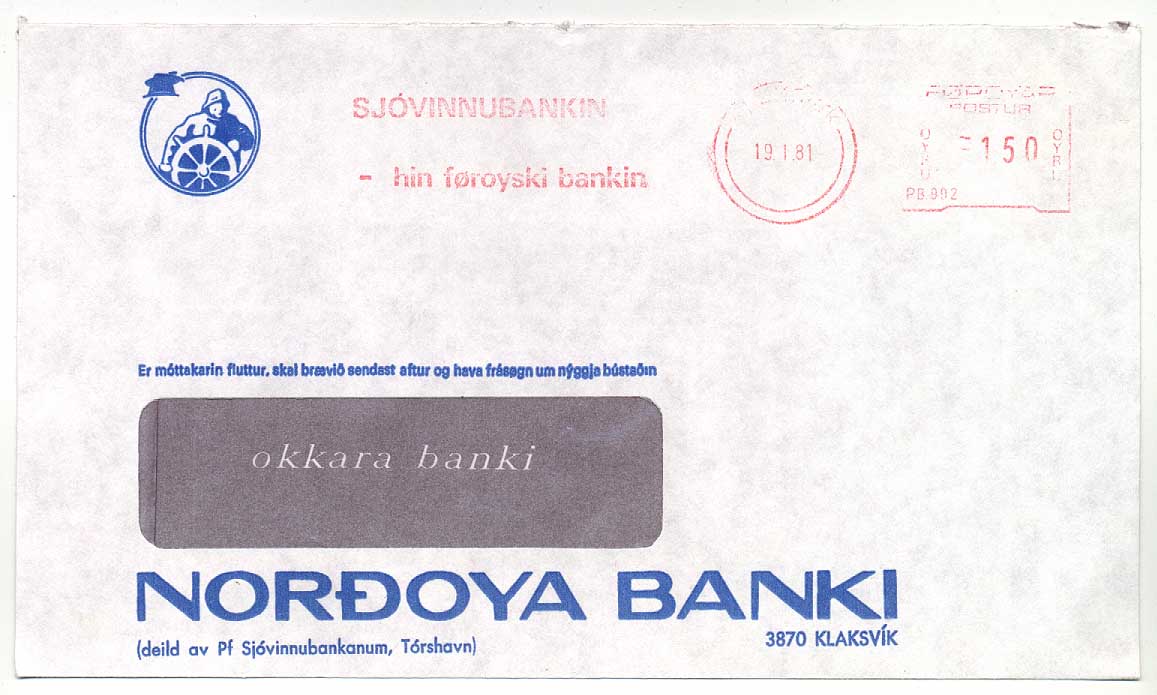 SJÓVINNUBANKIN
- hin føroyski bankin
19.1.81
FØROYAR
POSTUR
OYRU 150 OYRU
PB.992
Er móttakarin fluttur, skal brævið sendast aftur og hava frásøgn um nýggja bústaðin
okkara banki
NORÐOYA BANKI
(deild av Pf Sjóvinnubankanum, Tórshavn)
3870 KLAKSVÍK